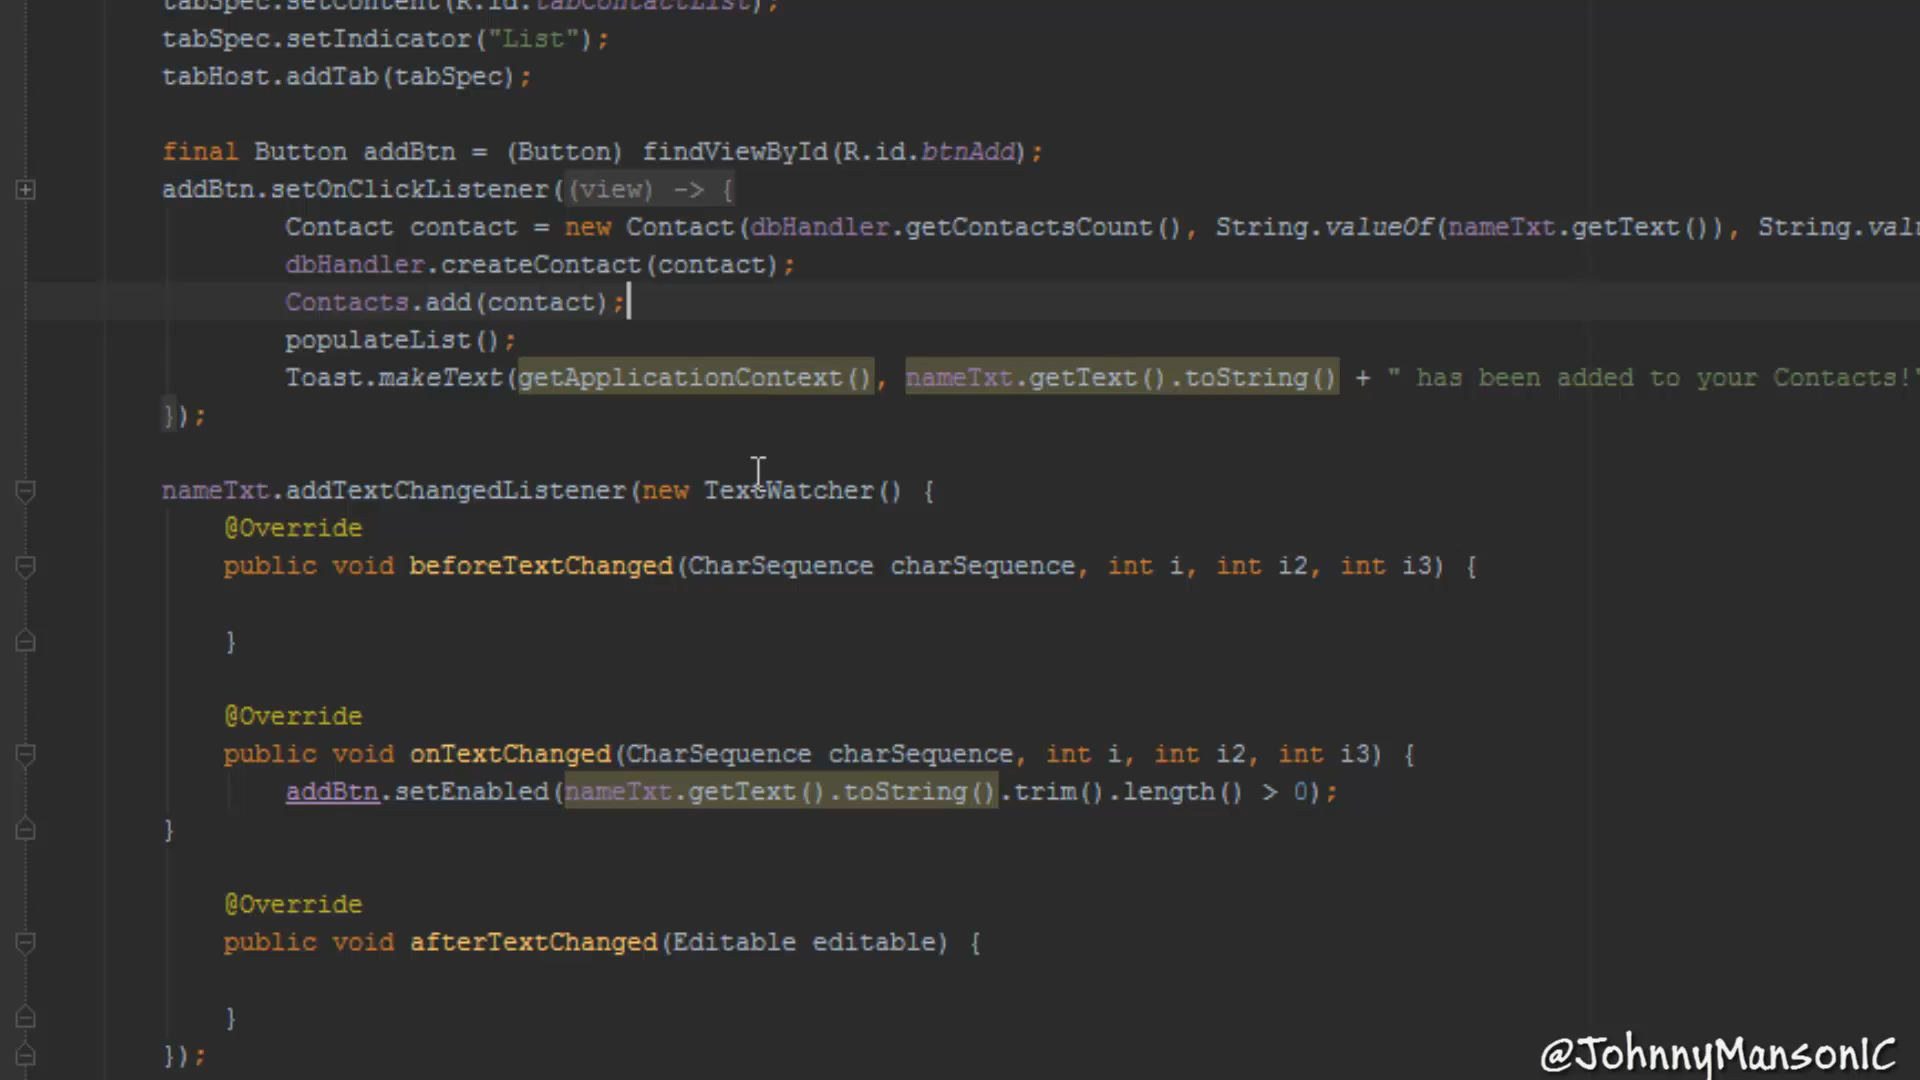 tabSpec.setContent(R.id.tabContactList);
tabSpec.setIndicator("List");
tabHost.addTab(tabSpec);
final Button addBtn = (Button) findViewById(R.id.btnAdd);
addBtn.setOnClickListener((view) -> {
Contact contact = new Contact(dbHandler.getContactsCount(), String.valueOf(nameTxt.getText()), String.val
dbHandler.createContact(contact);
Contacts.add(contact);
populateList();
Toast.makeText(getApplicationContext(), nameTxt.getText().toString() + " has been added to your Contacts!"
});
nameTxt.addTextChangedListener(new TextWatcher() {
@Override
public void beforeTextChanged(CharSequence charSequence, int i, int i2, int i3) {
}
@Override
public void onTextChanged(CharSequence charSequence, int i, int i2, int i3) {
addBtn.setEnabled(nameTxt.getText().toString().trim().length() > 0);
}
@Override
public void afterTextChanged(Editable editable) {
}
});
@JohnnyMansonIC